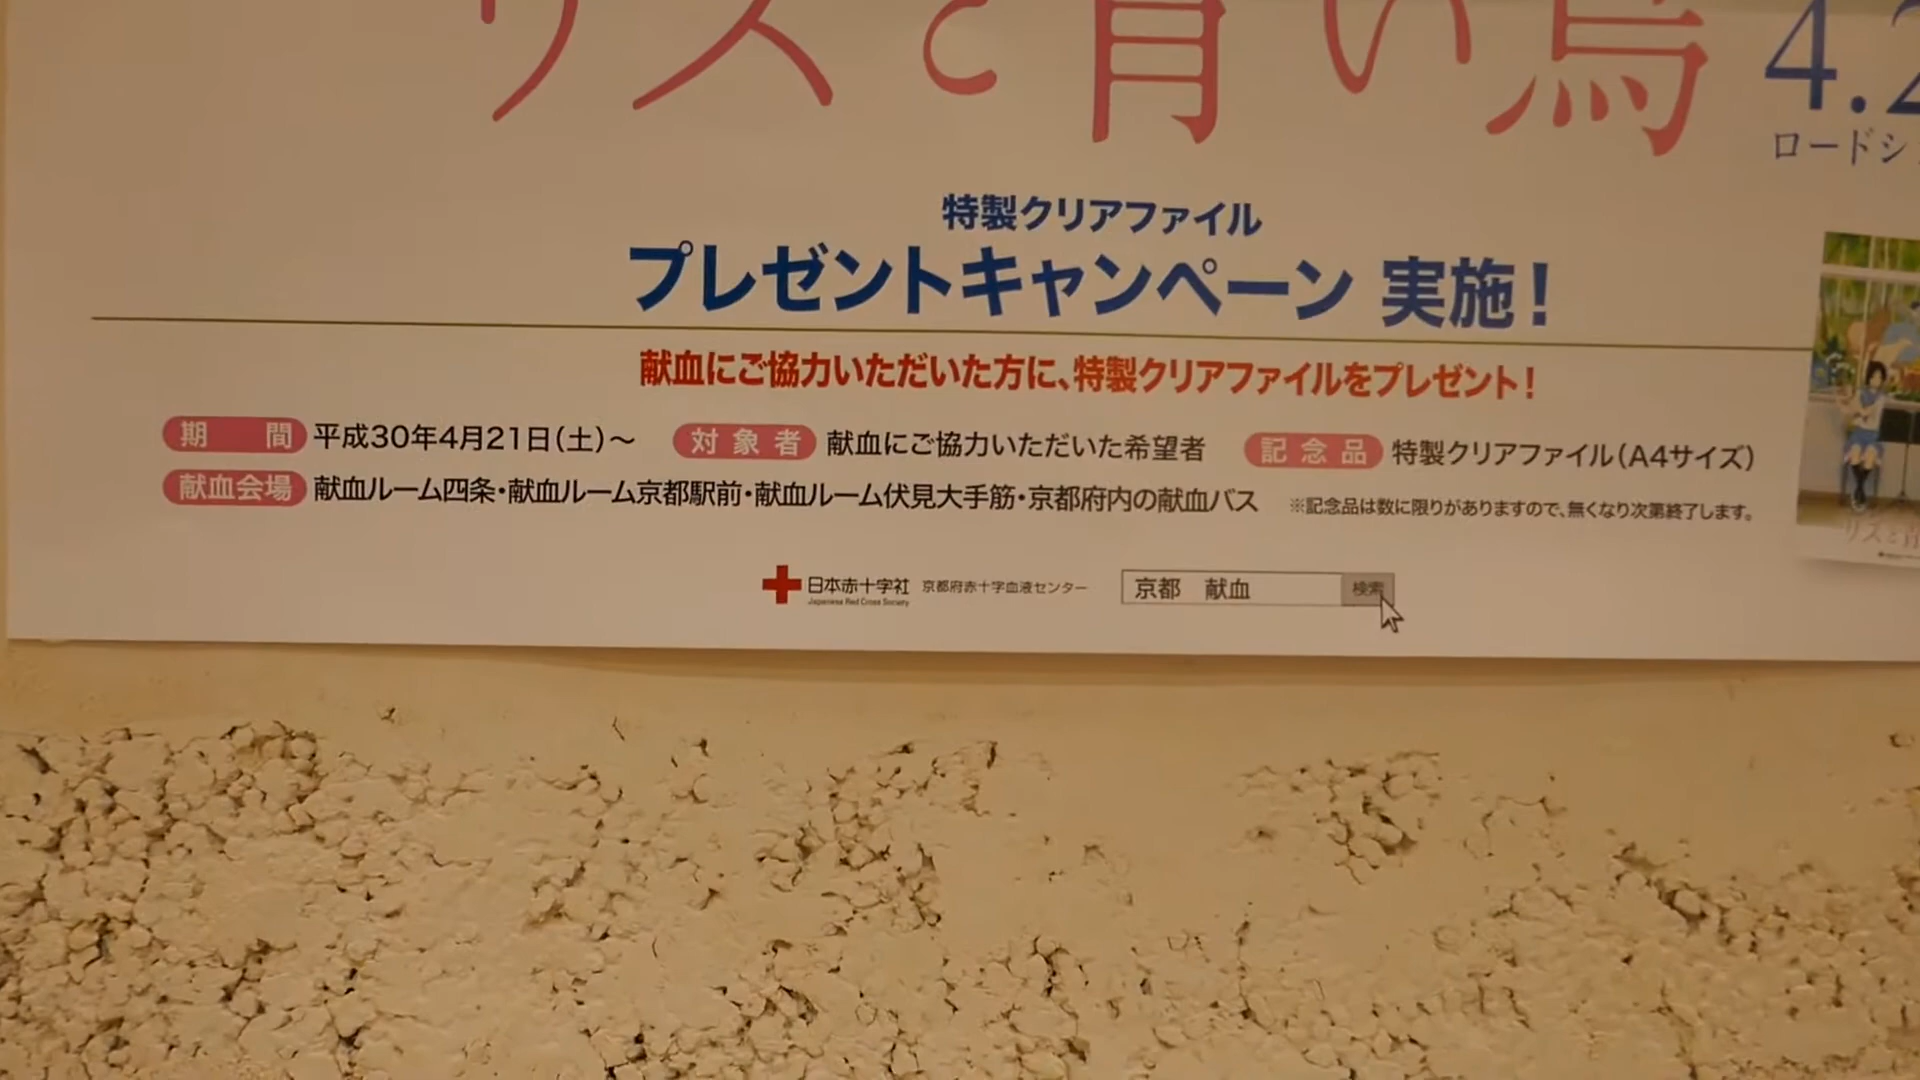 リズと青い鳥
4.2
ロードシ
特製クリアファイル
プレゼントキャンペーン 実施！
献血にご協力いただいた方に、特製クリアファイルをプレゼント！
期間 平成30年4月21日(土)～ 対象者 献血にご協力いただいた希望者 記念品 特製クリアファイル(A4サイズ)
献血会場 献血ルーム四条・献血ルーム京都駅前・献血ルーム伏見大手筋・京都府内の献血バス ※記念品は数に限りがありますので、無くなり次第終了します。
日本赤十字社 京都府赤十字血液センター 京都 献血 検索
Japanese Red Cross Society